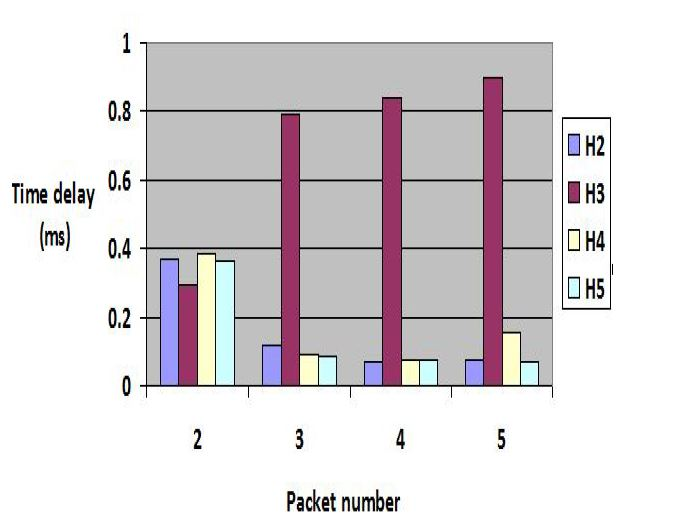 1
0.8
0.6
0.4
0.2
0
Time delay
(ms)
2 3 4 5
Packet number
H2
H3
H4
H5